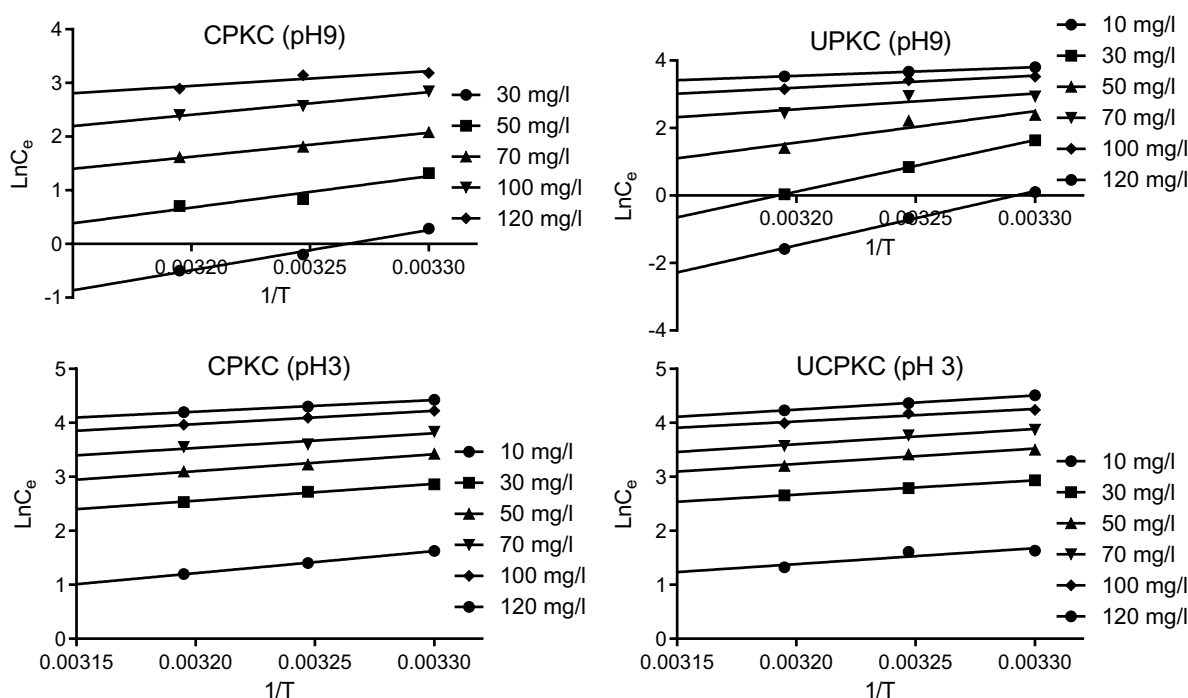 CPKC (pH9)
4
3
2
1
0
-1
LnCe
0.00320
0.00325
0.00330
1/T
30 mg/l
50 mg/l
70 mg/l
100 mg/l
120 mg/l
UPKC (pH9)
4
2
0
-2
-4
LnCe
0.00320
0.00325
0.00330
1/T
10 mg/l
30 mg/l
50 mg/l
70 mg/l
100 mg/l
120 mg/l
CPKC (pH3)
5
4
3
2
1
0
LnCe
0.00315
0.00320
0.00325
0.00330
1/T
10 mg/l
30 mg/l
50 mg/l
70 mg/l
100 mg/l
120 mg/l
UCPKC (pH 3)
5
4
3
2
1
0
LnCe
0.00315
0.00320
0.00325
0.00330
1/T
10 mg/l
30 mg/l
50 mg/l
70 mg/l
100 mg/l
120 mg/l